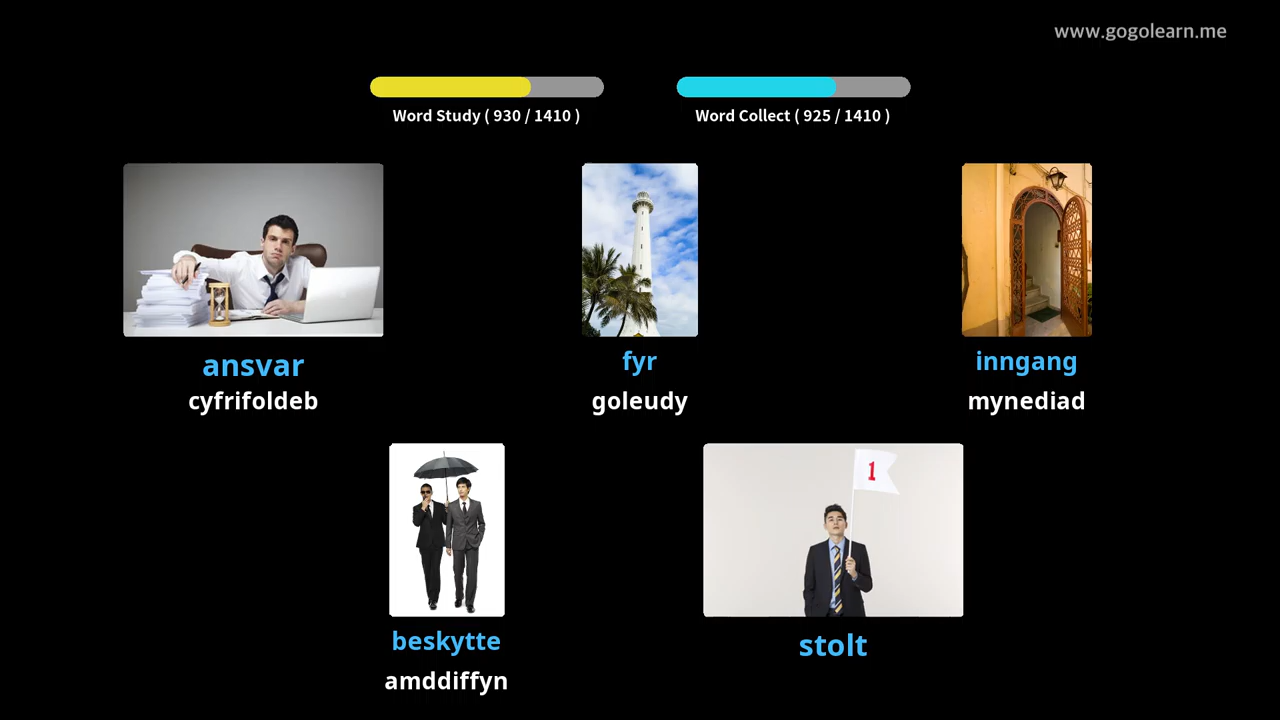 www.gogolearn.me
Word Study ( 930 / 1410 )
Word Collect ( 925 / 1410 )
ansvar
cyfrifoldeb
fyr
goleudy
inngang
mynediad
1
beskytte
amddiffyn
stolt